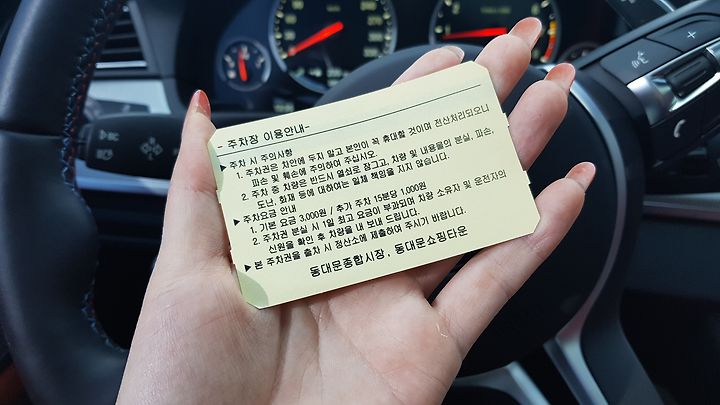 - 주차장 이용안내-
▶주차 시 주의사항
1. 주차권은 차안에 두지 말고 본인이 꼭 휴대할 것이며 전산처리되오니
파손 및 훼손에 주의하여 주십시오.
2. 주차 중 차량은 반드시 열쇠로 잠그고, 차량 및 내용물의 분실, 파손,
도난, 화재 등에 대하여는 일체 책임을 지지 않습니다.
▶주차요금 안내
1. 기본 요금 3,000원 / 추가 주차 15분당 1,000원
2. 주차권 분실 시 1일 최고 요금이 부과되며 차량 소유자 및 운전자의
신원을 확인 후 차량을 내 보내 드립니다.
▶본 주차권을 출차 시 정산소에 제출하여 주시기 바랍니다.
동대문종합시장, 동대문쇼핑타운